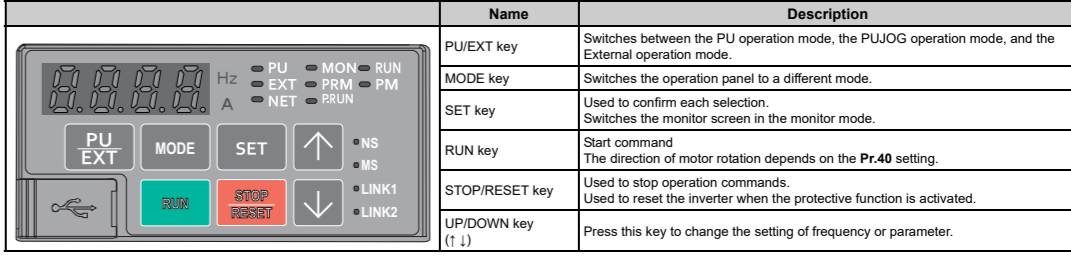 Name Description
PU/EXT key
Switches between the PU operation mode, the PUJOG operation mode, and the
External operation mode.
MODE key
Switches the operation panel to a different mode.
SET key
Used to confirm each selection.
Switches the monitor screen in the monitor mode.
RUN key
Start command
The direction of motor rotation depends on the Pr.40 setting.
STOP/RESET key
Used to stop operation commands.
Used to reset the inverter when the protective function is activated.
UP/DOWN key
(↑ ↓)
Press this key to change the setting of frequency or parameter.
8.8.8.8.
Hz
A
PU MON RUN
EXT PRM PM
NET P.RUN
PU
EXT
MODE
SET
↑
NS
MS
RUN
STOP
RESET
↓
LINK1
LINK2